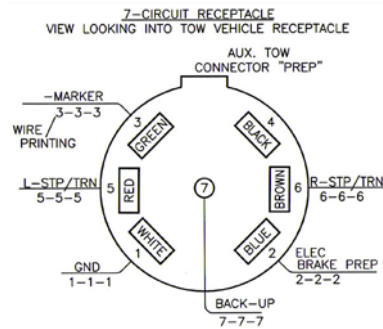 7-CIRCUIT RECEPTACLE
VIEW LOOKING INTO TOW VEHICLE RECEPTACLE
AUX. TOW
CONNECTOR "PREP"
-MARKER
3-3-3
WIRE
PRINTING
3
GREEN
4
BLACK
L-STP/TRN
5-5-5
5
RED
7
BROWN
6
R-STP/TRN
6-6-6
WHITE
1
BLUE
2
GND
1-1-1
ELEC
BRAKE PREP
2-2-2
BACK-UP
7-7-7